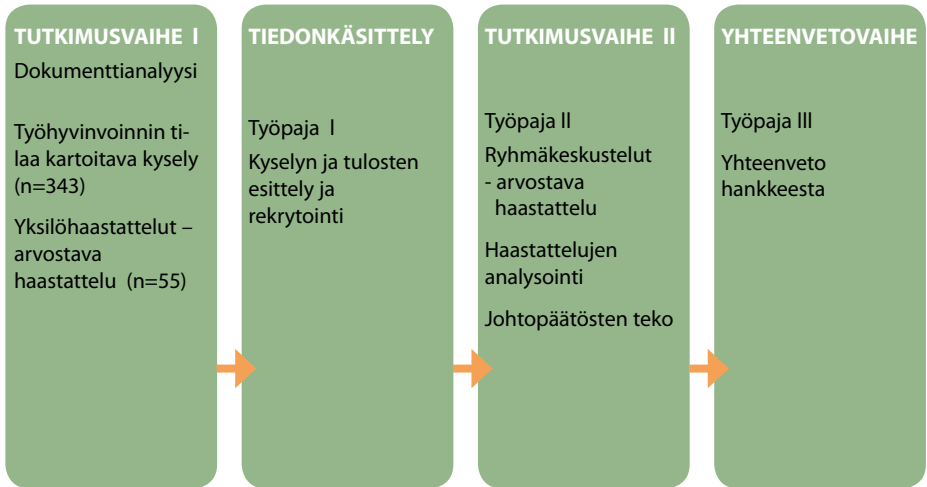 TUTKIMUSVAIHE I
Dokumenttianalyysi
Työhyvinvoinnin ti-
laa kartoitava kysely
(n=343)
Yksilöhaastattelut –
arvostava
haastattelu (n=55)
TIEDONKÄSITTELY
Työpaja I
Kyselyn ja tulosten
esittely ja
rekrytointi
TUTKIMUSVAIHE II
Työpaja II
Ryhmäkeskustelut
- arvostava
haastattelu
Haastattelujen
analysointi
Johtopäätösten teko
YHTEENVETOVAIHE
Työpaja III
Yhteenveto
hankkeesta